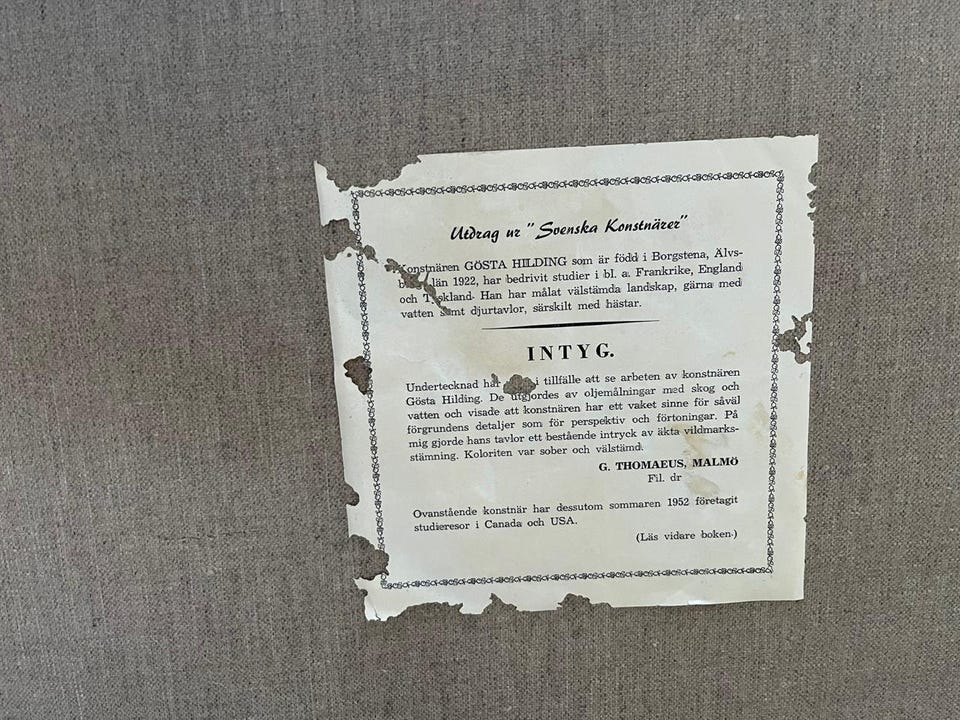 Utdrag ur "Svenska Konstnärer"
Konstnären GÖSTA HILDING som är född i Borgstena, Älvs-
län 1922, har bedrivit studier i bl. a. Frankrike, England
och T skland. Han har målat välstämda landskap, gärna med
vatten samt djurtavlor, särskilt med hästar.
INTYG.
Undertecknad har i tillfälle att se arbeten av konstnären
Gösta Hilding. De utgjordes av oljemålningar med skog och
vatten och visade att konstnären har ett vaket sinne för såväl
förgrundens detaljer som för perspektiv och förtoningar. På
mig gjorde hans tavlor ett bestående intryck av äkta vildmarks-
stämning. Koloriten var sober och välstämd.
G. THOMAEUS, MALMÖ
Fil. dr
Ovanstående konstnär har dessutom sommaren 1952 företagit
studieresor i Canada och USA.
(Läs vidare boken.)